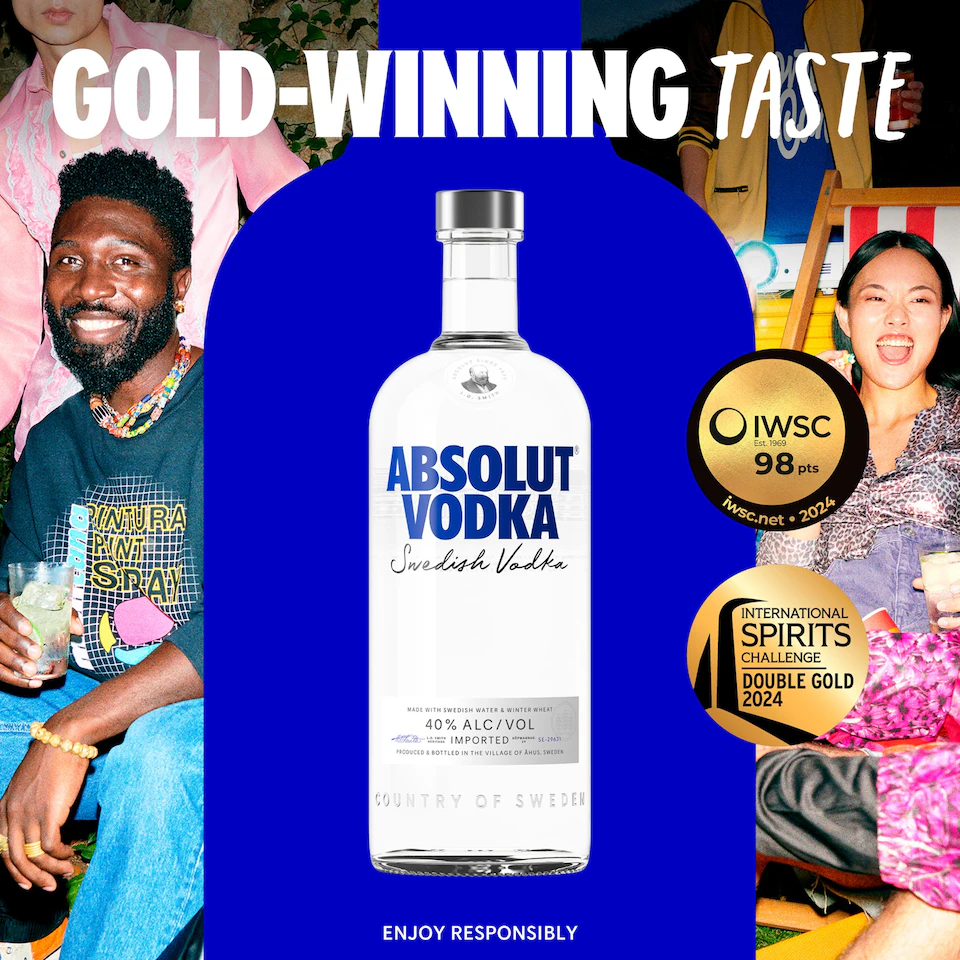 GOLD-WINNING TASTE
ABSOLUT
VODKA
Swedish Vodka
MADE WITH SWEDISH WATER & WINTER WHEAT
40% ALC/VOL
IMPORTED
PRODUCED & BOTTLED IN THE VILLAGE OF ÅHUS, SWEDEN
COUNTRY OF SWEDEN
IWSC
Est. 1969
98 pts
iwsc.net • 2024
INTERNATIONAL
SPIRITS
CHALLENGE
DOUBLE GOLD
2024
PINTURA
ENJOY RESPONSIBLY